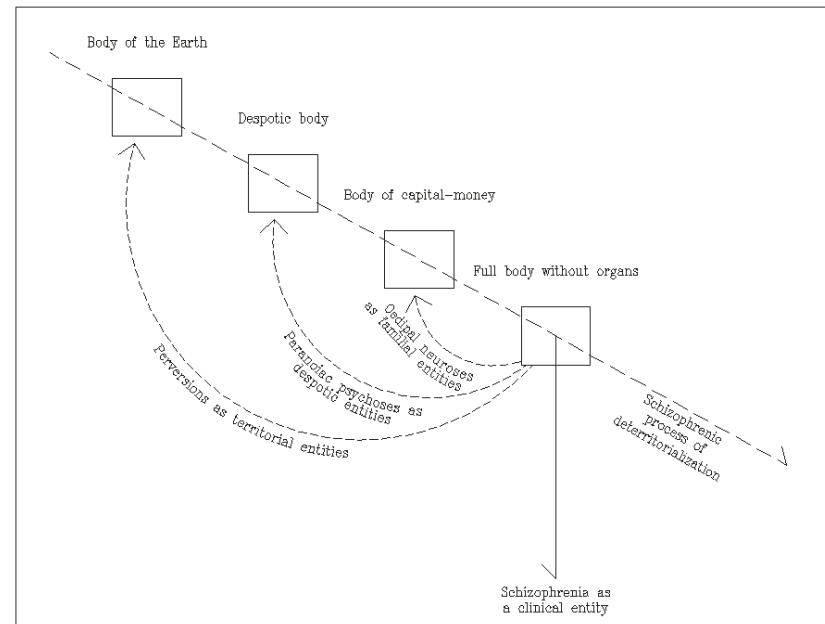 Body of the Earth
Despotic body
Body of capital-money
Full body without organs
Oedipal neuroses
as familial entities
Paranoiac psychoses as
despotic entities
Perversions as territorial entities
Schizophrenic
process of
deterritorialization
Schizophrenia as
a clinical entity